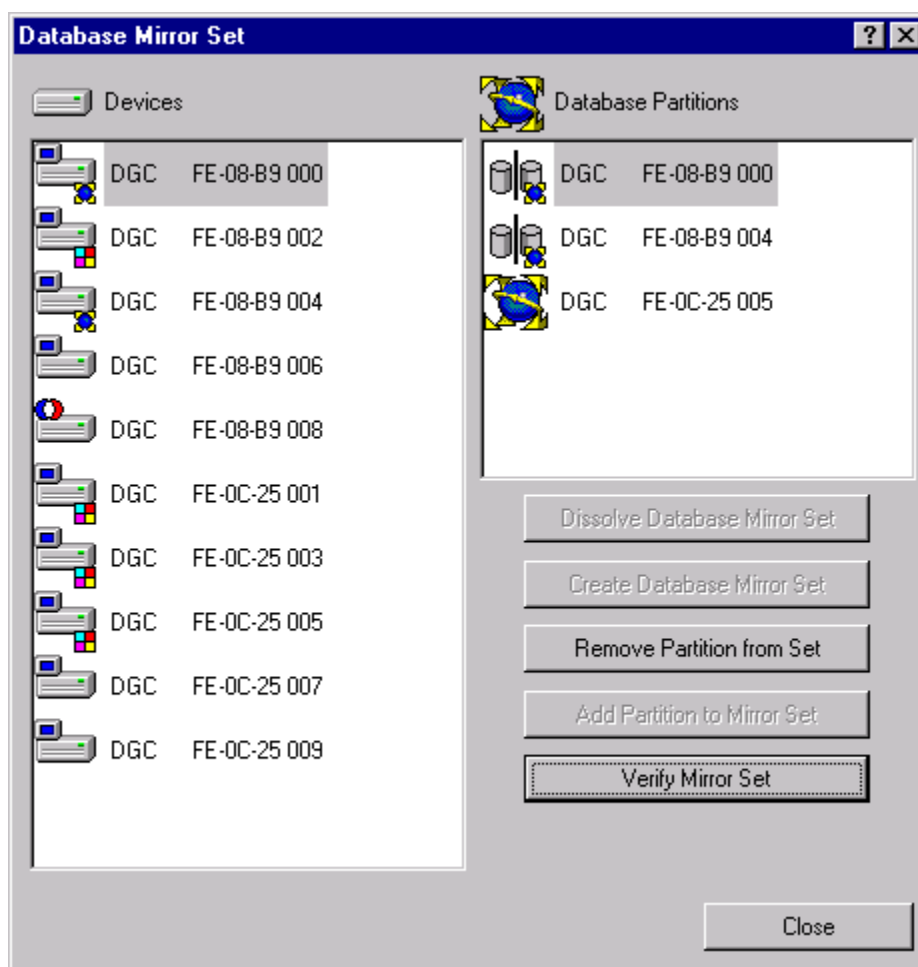 Database Mirror Set
Devices
DGC FE-08-B9 000
DGC FE-08-B9 002
DGC FE-08-B9 004
DGC FE-08-B9 006
DGC FE-08-B9 008
DGC FE-0C-25 001
DGC FE-0C-25 003
DGC FE-0C-25 005
DGC FE-0C-25 007
DGC FE-0C-25 009
Database Partitions
DGC FE-08-B9 000
DGC FE-08-B9 004
DGC FE-0C-25 005
Dissolve Database Mirror Set
Create Database Mirror Set
Remove Partition from Set
Add Partition to Mirror Set
Verify Mirror Set
Close